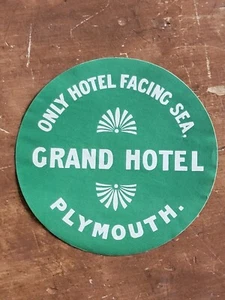 ONLY HOTEL FACING SEA.
GRAND HOTEL
PLYMOUTH.